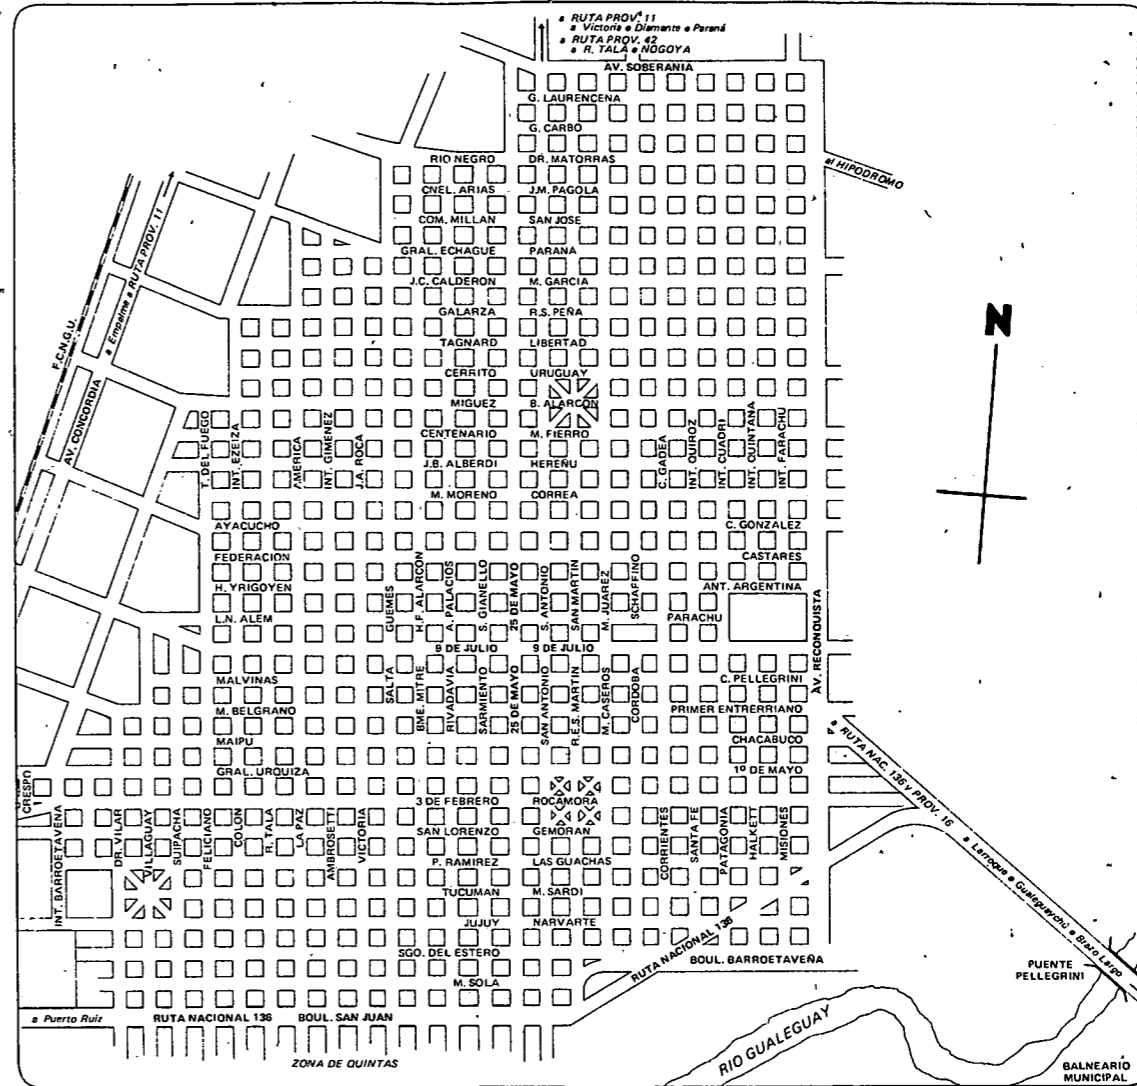 a RUTA PROV. 11
a Victoria e Diamante e Paraná
a RUTA PROV. 42
a R. TALA e NOGOYA
AV. SOBERANIA
G. LAURENCENA
G. CARBO
RIO NEGRO DR. MATORRAS
al HIPODROMO
CNEL. ARIAS J.M. PAGOLA
COM. MILLAN SAN JOSE
GRAL. ECHAGUE PARANA
J.C. CALDERON M. GARCIA
GALARZA R.S. PEÑA
TAGNARD LIBERTAD
CERRITO URUGUAY
MIGUEZ B. ALARCON
CENTENARIO M. FIERRO
J.B. ALBERDI HEREÑU
M. MORENO CORREA
F.C.N.G.U.
a Empalme a RUTA PROV. 11
AV. CONCORDIA
T. DEL FUEGO
INT. EZEIZA
AMERICA
INT. GIMENEZ
J.A. ROCA
C. GADEA
INT. QUIROZ
INT. CUADRI
INT. QUINTANA
INT. FARACHU
N
AYACUCHO C. GONZALEZ
FEDERACION CASTARES
H. YRIGOYEN ANT. ARGENTINA
L.N. ALEM PARACHU
GUEMES
H.F. ALARCON
A. PALACIOS
S. GIANELLO
25 DE MAYO
S. ANTONIO
SAN MARTIN
M. JUAREZ
SCHAFFINO
AV. RECONQUISTA
9 DE JULIO 9 DE JULIO
MALVINAS C. PELLEGRINI
M. BELGRANO PRIMER ENTRERRIANO
MAIPU CHACABUCO
GRAL. URQUIZA 1º DE MAYO
SALTA
BME. MITRE
RIVADAVIA
SARMIENTO
25 DE MAYO
SAN ANTONIO
R.E.S. MARTIN
M. CASEROS
CORDOBA
a RUTA NAC. 136 y PROV. 16 a Larroque e Gualeguaychú e Brazo Largo
3 DE FEBRERO ROCAMORA
SAN LORENZO GEMORAN
P. RAMIREZ LAS GUACHAS
TUCUMAN M. SARDI
JUJUY NARVARTE
SGO. DEL ESTERO
M. SOLA
CRESPO
INT. BARROETAVEÑA
DR. VILAR
VILLAGUAY
SUIPACHA
FELICIANO
COLON
R. TALA
LA PAZ
AMBROSETTI
VICTORIA
CORRIENTES
SANTA FE
PATAGONIA
HALKETT
MISIONES
RUTA NACIONAL 136
BOUL. BARROETAVEÑA
PUENTE
PELLEGRINI
a Puerto Ruiz RUTA NACIONAL 136 BOUL. SAN JUAN
ZONA DE QUINTAS
RIO GUALEGUAY
BALNEARIO
MUNICIPAL